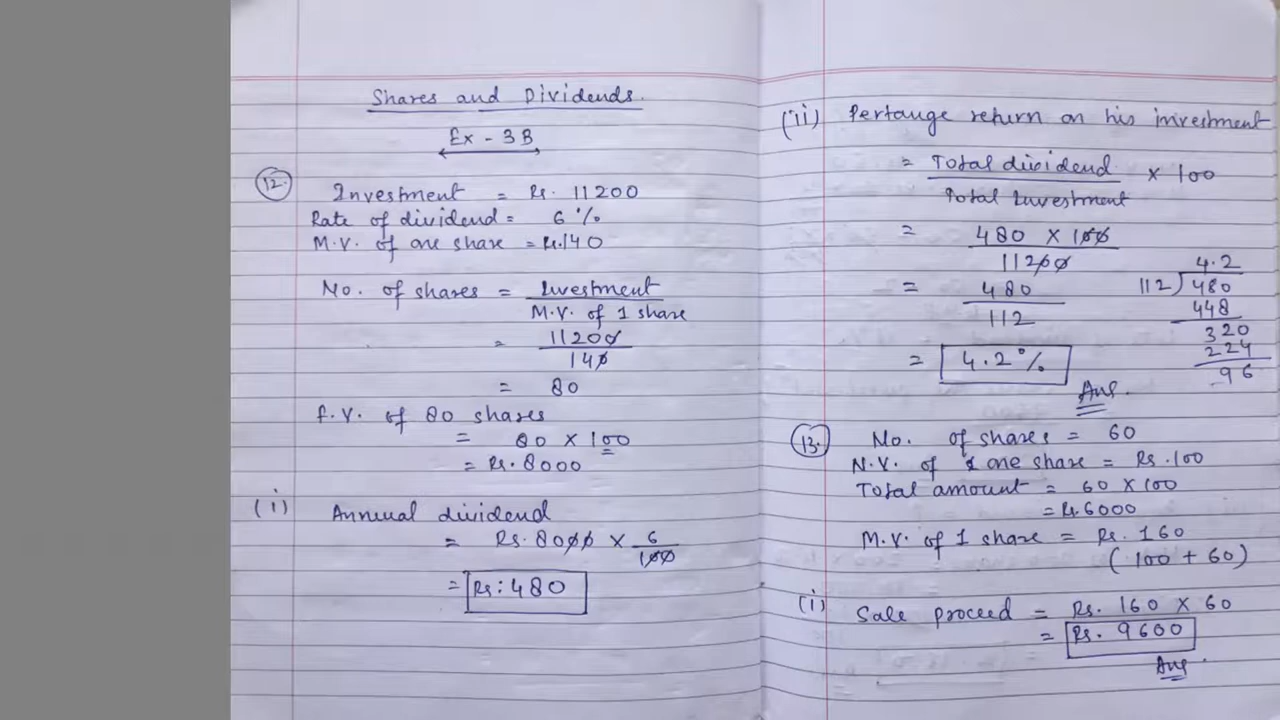 Shares and Dividends.
Ex - 3B
12. Investment = Rs. 11200
Rate of dividend = 6%
M.V. of one share = Rs.140
No. of shares = Investment / M.V. of 1 share
= 11200 / 140
= 80
F.V. of 80 shares
= 80 × 100
= Rs. 8000
(i) Annual dividend
= Rs. 8000 × 6 / 100
= Rs: 480
(ii) Pertange return on his investment
= Total dividend / Total Investment × 100
= 480 × 100 / 11200
= 480 / 112
= 4.2%
Ans.
4.2
112) 480
448
320
224
96
13. No. of shares = 60
N.V. of one share = Rs.100
Total amount = 60 × 100
= Rs.6000
M.V. of 1 share = Rs. 160
(100 + 60)
(i) Sale proceed = Rs. 160 × 60
= Rs. 9600
Ans.